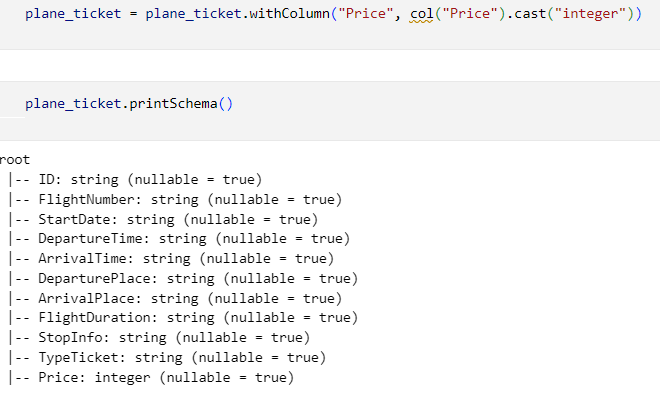 plane_ticket = plane_ticket.withColumn("Price", col("Price").cast("integer"))
plane_ticket.printSchema()
root
|-- ID: string (nullable = true)
|-- FlightNumber: string (nullable = true)
|-- StartDate: string (nullable = true)
|-- DepartureTime: string (nullable = true)
|-- ArrivalTime: string (nullable = true)
|-- DeparturePlace: string (nullable = true)
|-- ArrivalPlace: string (nullable = true)
|-- FlightDuration: string (nullable = true)
|-- StopInfo: string (nullable = true)
|-- TypeTicket: string (nullable = true)
|-- Price: integer (nullable = true)